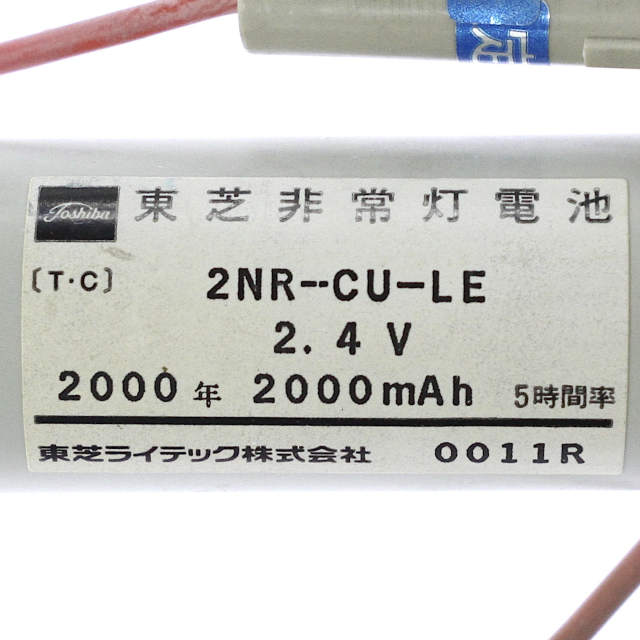 Toshiba 東芝非常灯電池
〔T·C〕 2NR--CU-LE
2.4V
2000年 2000mAh 5時間率
東芝ライテック株式会社 0011R